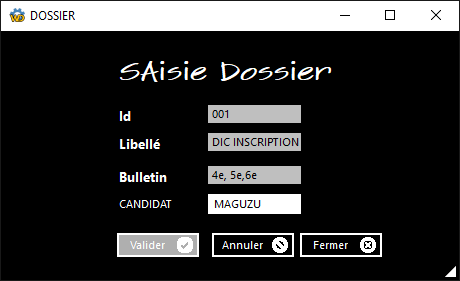 DOSSIER
SAisie Dossier
Id 001
Libellé DIC INSCRIPTION
Bulletin 4e, 5e,6e
CANDIDAT MAGUZU
Valider Annuler Fermer